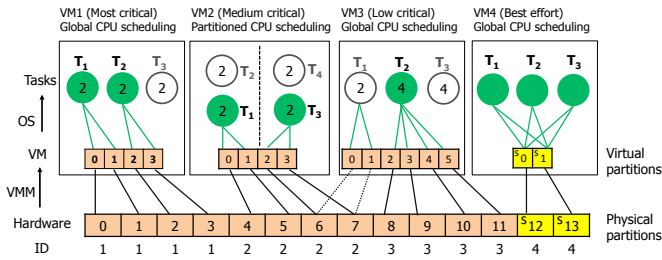 VM1 (Most critical) VM2 (Medium critical) VM3 (Low critical) VM4 (Best effort)
Global CPU scheduling Partitioned CPU scheduling Global CPU scheduling Global CPU scheduling
T1 T2 T3 2 T2 2 T4 T1 T2 T3 T1 T2 T3
Tasks 2 2 2 2 T1 2 T3 2 4 4
OS
VM 0 1 2 3 0 1 2 3 0 1 2 3 4 5 S0 S1 Virtual partitions
VMM
Hardware 0 1 2 3 4 5 6 7 8 9 10 11 S12 S13 Physical partitions
ID 1 1 1 1 2 2 2 2 3 3 3 3 4 4